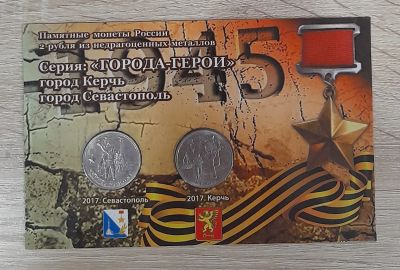 Памятные монеты России
2 рубля из недрагоценных металлов
Серия: «ГОРОДА-ГЕРОИ»
город Керчь
город Севастополь
1945
2017. Севастополь
2017. Керчь